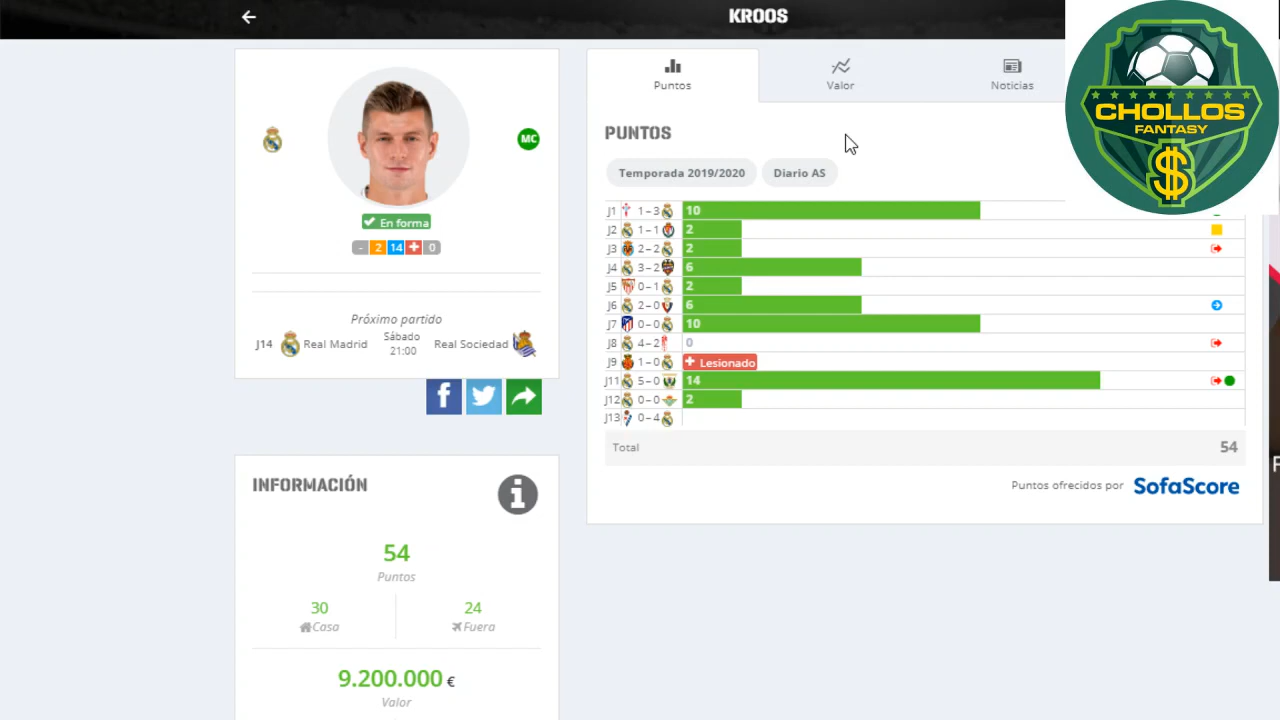 KROOS
MC
En forma
- 2 14 + 0
Próximo partido
J14 Real Madrid Sábado 21:00 Real Sociedad
INFORMACIÓN
54
Puntos
30 24
Casa Fuera
9.200.000 €
Valor
Puntos Valor Noticias
PUNTOS
Temporada 2019/2020 Diario AS
J1 1-3 10
J2 1-1 2
J3 2-2 2
J4 3-2 6
J5 0-1 2
J6 2-0 6
J7 0-0 10
J8 4-2 0
J9 1-0 + Lesionado
J11 5-0 14
J12 0-0 2
J13 0-4
Total 54
Puntos ofrecidos por SofaScore
CHOLLOS
FANTASY
$